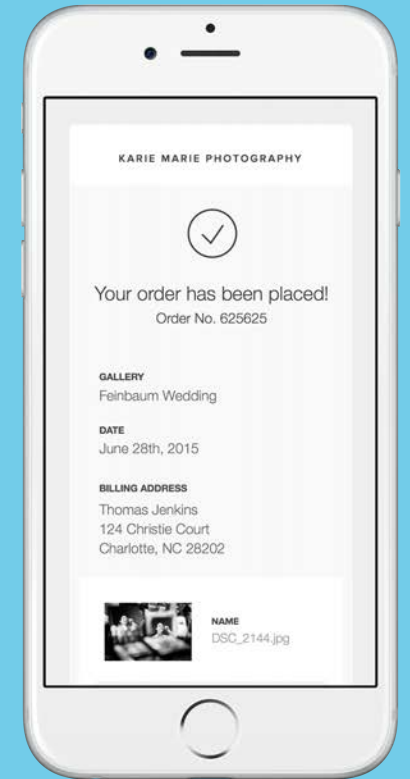 KARIE MARIE PHOTOGRAPHY
Your order has been placed!
Order No. 625625
GALLERY
Feinbaum Wedding
DATE
June 28th, 2015
BILLING ADDRESS
Thomas Jenkins
124 Christie Court
Charlotte, NC 28202
NAME
DSC_2144.jpg